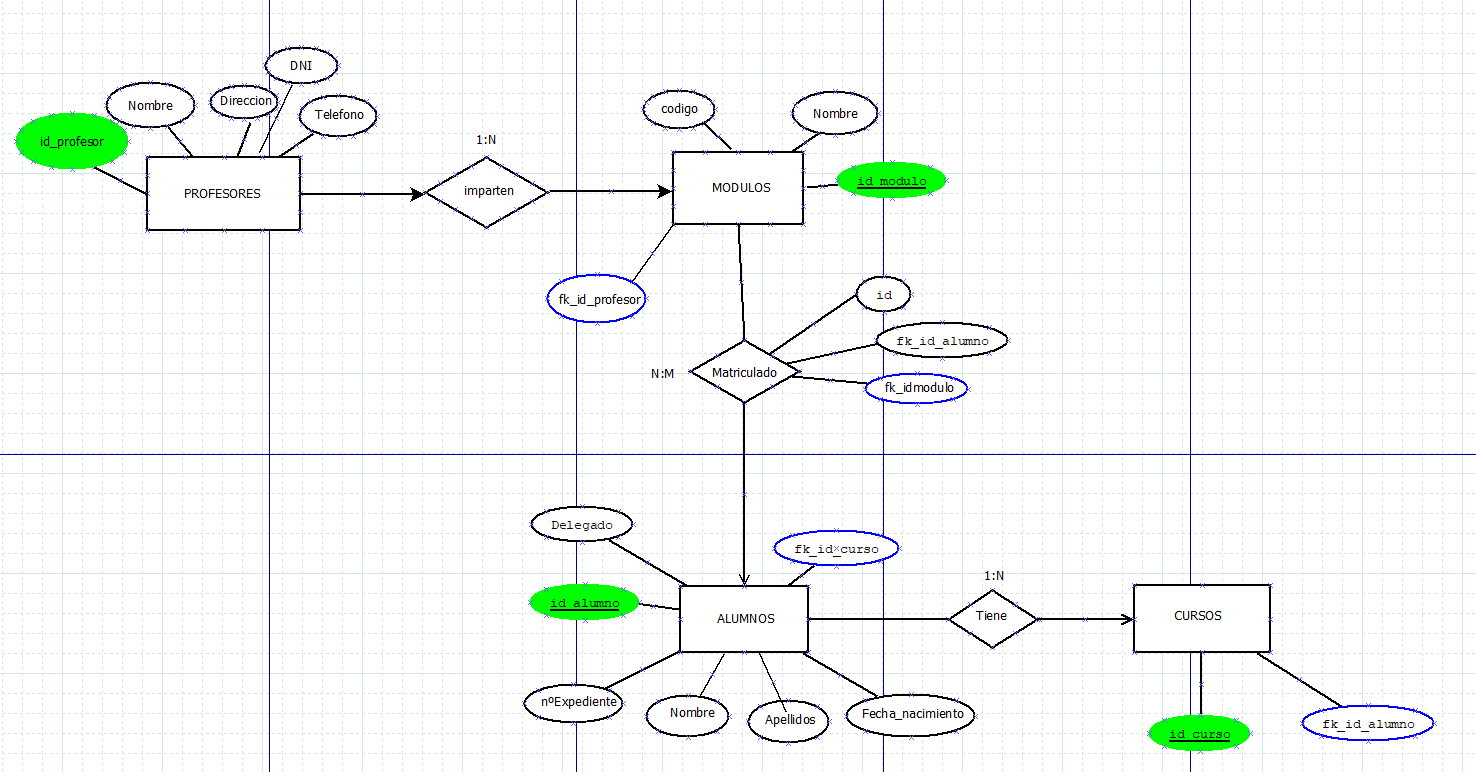 DNI
Nombre
Direccion
Telefono
id_profesor
PROFESORES
1:N
imparten
codigo
Nombre
MODULOS
id_modulo
fk_id_profesor
id
fk_id_alumno
fk_idmodulo
N:M
Matriculado
Delegado
fk_id_curso
id_alumno
ALUMNOS
1:N
Tiene
CURSOS
nºExpediente
Nombre
Apellidos
Fecha_nacimiento
id_curso
fk_id_alumno